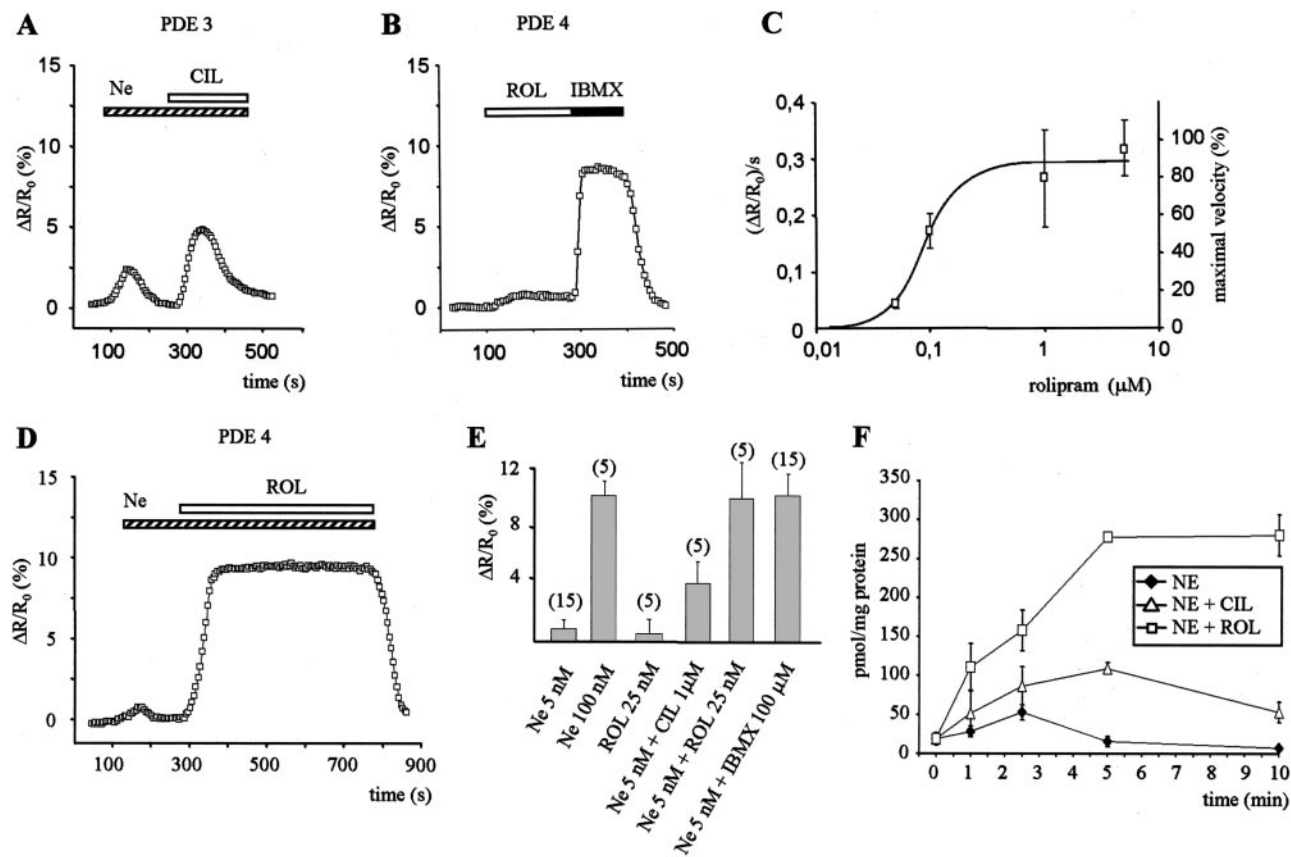 A
PDE 3
15
10
5
0
ΔR/R0 (%)
Ne
CIL
100 300 500
time (s)
B
PDE 4
15
10
5
0
ΔR/R0 (%)
ROL
IBMX
100 300 500
time (s)
C
0,4
0.3
0,2
0,1
0
(ΔR/R0)/s
100
80
60
40
20
0
maximal velocity (%)
0,01 0,1 1 10
rolipram (µM)
D
PDE 4
15
10
5
0
ΔR/R0 (%)
Ne
ROL
100 300 500 700 900
time (s)
E
12
8
4
ΔR/R0 (%)
(15)
(5)
(5)
(5)
(5)
(15)
Ne 5 nM
Ne 100 nM
ROL 25 nM
Ne 5 nM + CIL 1µM
Ne 5 nM + ROL 25 nM
Ne 5 nM + IBMX 100 µM
F
350
300
250
200
150
100
50
0
pmol/mg protein
NE
NE + CIL
NE + ROL
0 1 2 3 4 5 6 7 8 9 10
time (min)